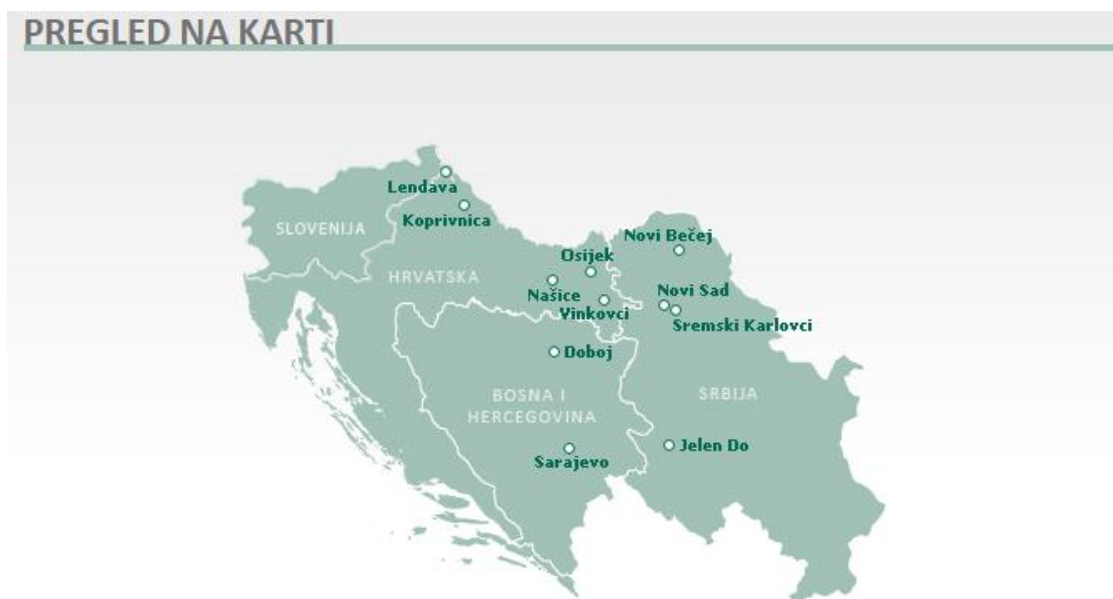 PREGLED NA KARTI
Lendava
Koprivnica
SLOVENIJA
Novi Bečej
Osijek
HRVATSKA
Našice
Novi Sad
Vinkovci
Sremski Karlovci
Doboj
BOSNA I
HERCEGOVINA
SRBIJA
Jelen Do
Sarajevo